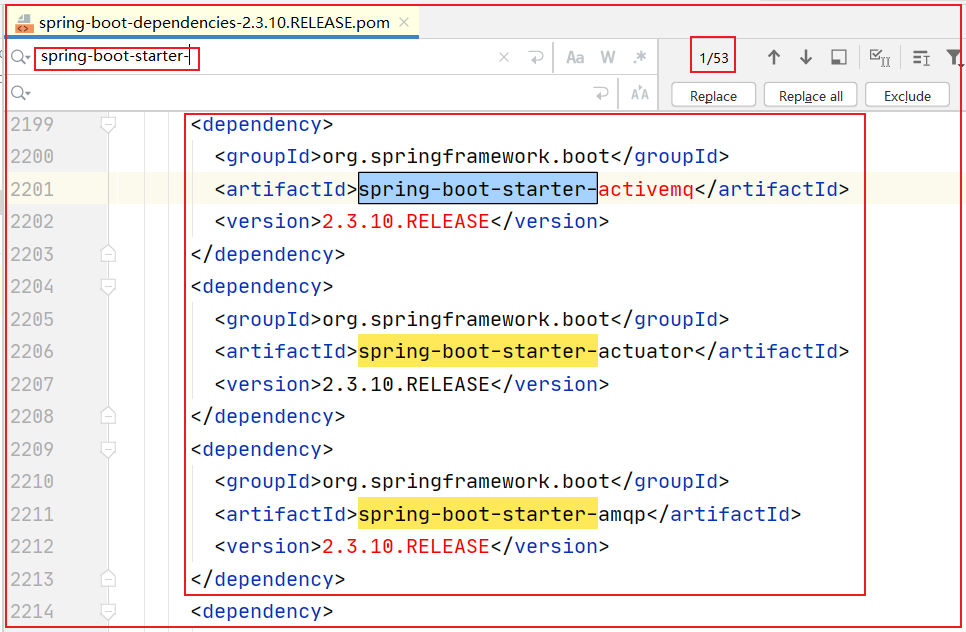 spring-boot-dependencies-2.3.10.RELEASE.pom
spring-boot-starter-
Aa W .*
1/53
Replace Replace all Exclude
2199 <dependency>
2200 <groupId>org.springframework.boot</groupId>
2201 <artifactId>spring-boot-starter-activemq</artifactId>
2202 <version>2.3.10.RELEASE</version>
2203 </dependency>
2204 <dependency>
2205 <groupId>org.springframework.boot</groupId>
2206 <artifactId>spring-boot-starter-actuator</artifactId>
2207 <version>2.3.10.RELEASE</version>
2208 </dependency>
2209 <dependency>
2210 <groupId>org.springframework.boot</groupId>
2211 <artifactId>spring-boot-starter-amqp</artifactId>
2212 <version>2.3.10.RELEASE</version>
2213 </dependency>
2214 <dependency>